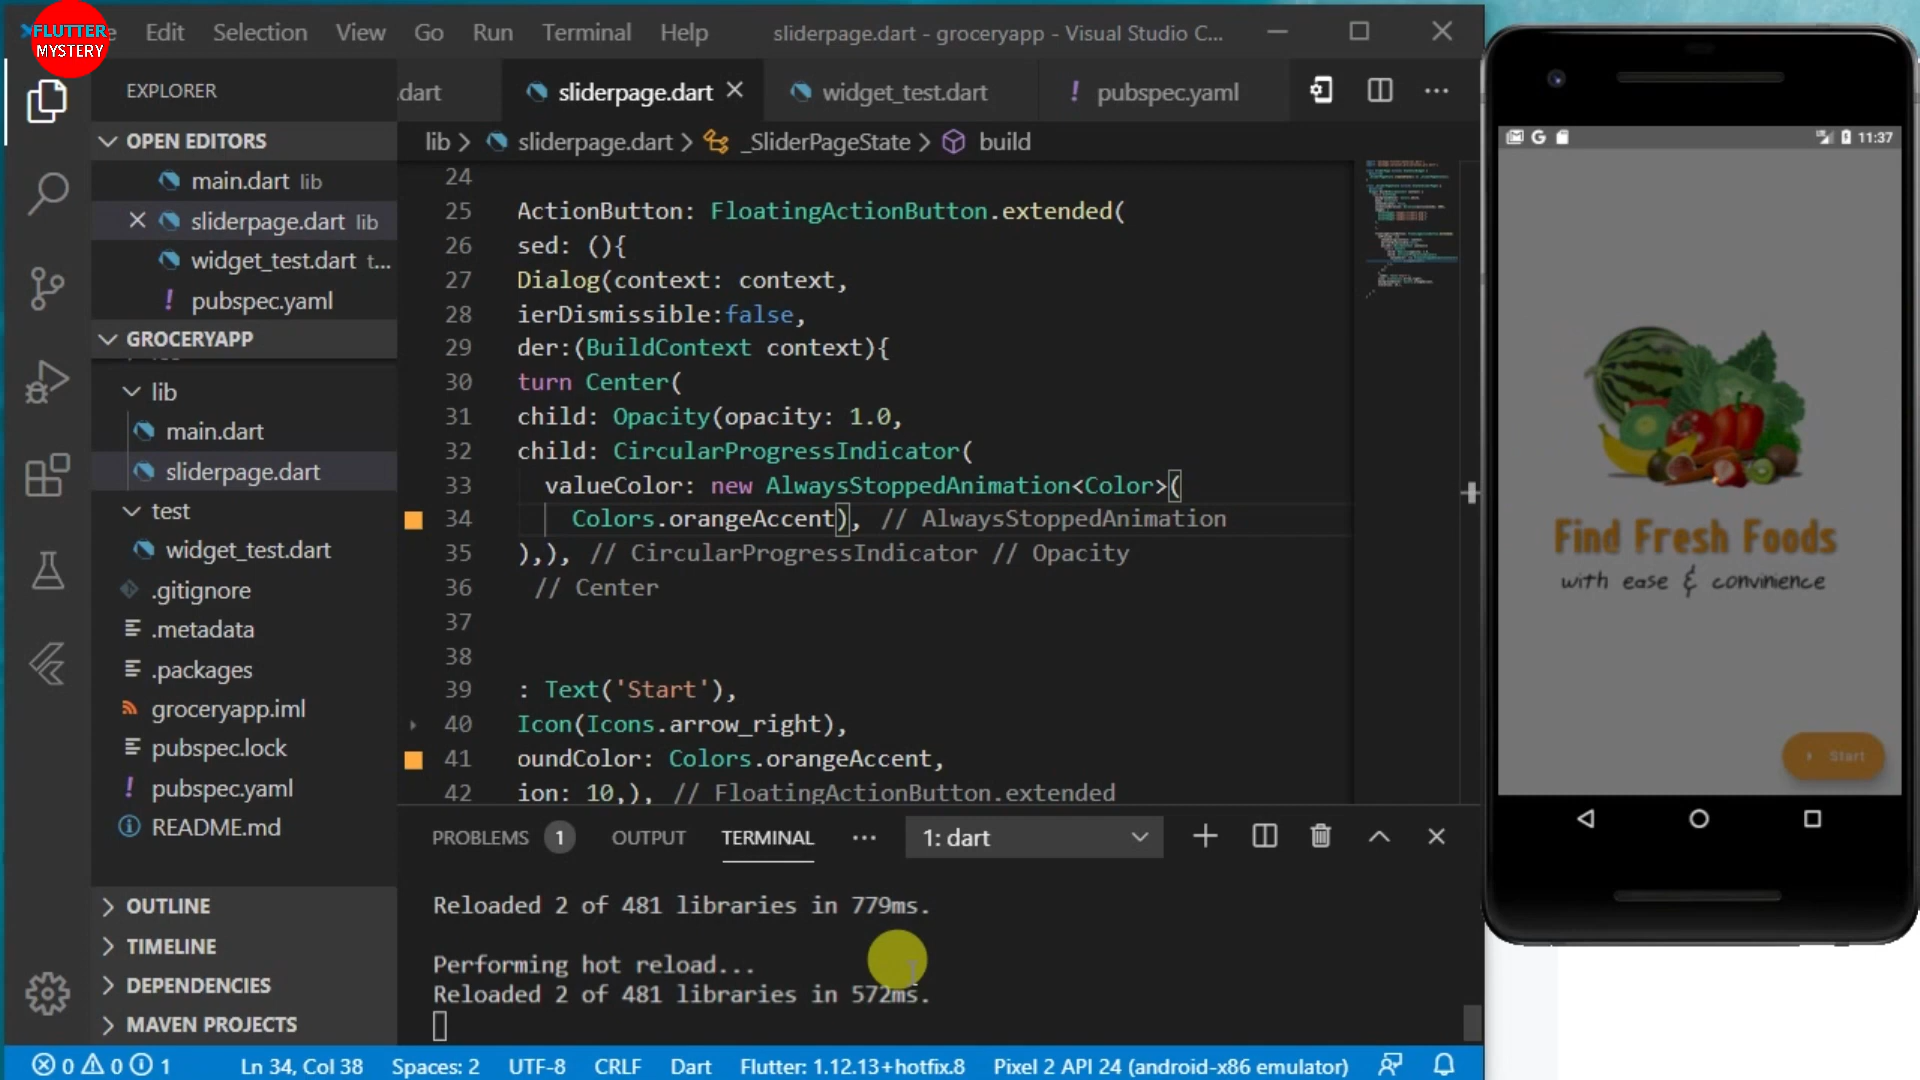 FLUTTER
MYSTERY
Edit Selection View Go Run Terminal Help sliderpage.dart - groceryapp - Visual Studio C...
EXPLORER
.dart sliderpage.dart widget_test.dart ! pubspec.yaml
lib > sliderpage.dart > _SliderPageState > build
OPEN EDITORS
main.dart lib
sliderpage.dart lib
widget_test.dart t...
! pubspec.yaml
GROCERYAPP
lib
main.dart
sliderpage.dart
test
widget_test.dart
.gitignore
.metadata
.packages
groceryapp.iml
pubspec.lock
! pubspec.yaml
README.md
OUTLINE
TIMELINE
DEPENDENCIES
MAVEN PROJECTS
24
25 ActionButton: FloatingActionButton.extended(
26 sed: (){
27 Dialog(context: context,
28 ierDismissible:false,
29 der:(BuildContext context){
30 turn Center(
31 child: Opacity(opacity: 1.0,
32 child: CircularProgressIndicator(
33 valueColor: new AlwaysStoppedAnimation<Color>(
34 Colors.orangeAccent), // AlwaysStoppedAnimation
35 ),), // CircularProgressIndicator // Opacity
36 // Center
37
38
39 : Text('Start'),
40 Icon(Icons.arrow_right),
41 oundColor: Colors.orangeAccent,
42 ion: 10,), // FloatingActionButton.extended
PROBLEMS 1 OUTPUT TERMINAL ... 1: dart
Reloaded 2 of 481 libraries in 779ms.
Performing hot reload...
Reloaded 2 of 481 libraries in 572ms.
0 0 1 Ln 34, Col 38 Spaces: 2 UTF-8 CRLF Dart Flutter: 1.12.13+hotfix.8 Pixel 2 API 24 (android-x86 emulator)
G 11:37
Find Fresh Foods
with ease & convinience
Start